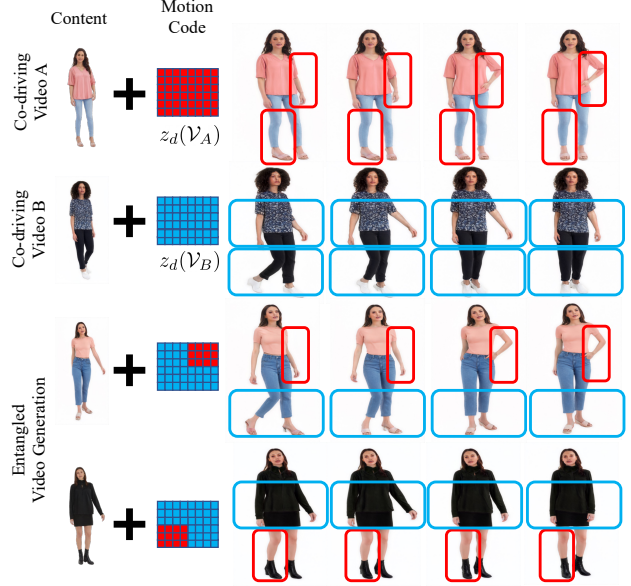 Content
Motion
Code
Co-driving
Video A
z_d(𝒱_A)
Co-driving
Video B
z_d(𝒱_B)
Entangled
Video Generation